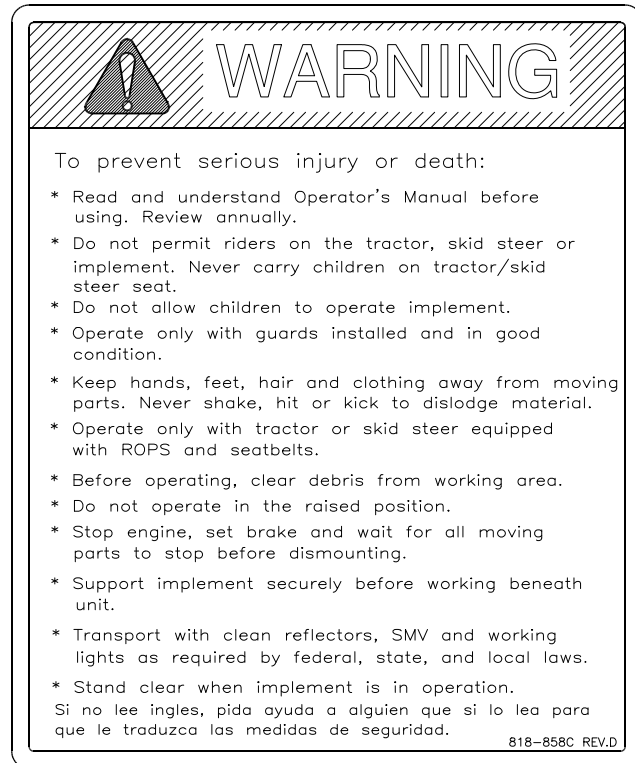 WARNING
To prevent serious injury or death:
* Read and understand Operator's Manual before
using. Review annually.
* Do not permit riders on the tractor, skid steer or
implement. Never carry children on tractor/skid
steer seat.
* Do not allow children to operate implement.
* Operate only with guards installed and in good
condition.
* Keep hands, feet, hair and clothing away from moving
parts. Never shake, hit or kick to dislodge material.
* Operate only with tractor or skid steer equipped
with ROPS and seatbelts.
* Before operating, clear debris from working area.
* Do not operate in the raised position.
* Stop engine, set brake and wait for all moving
parts to stop before dismounting.
* Support implement securely before working beneath
unit.
* Transport with clean reflectors, SMV and working
lights as required by federal, state, and local laws.
* Stand clear when implement is in operation.
Si no lee ingles, pida ayuda a alguien que si lo lea para
que le traduzca las medidas de seguridad.
818-858C REV.D